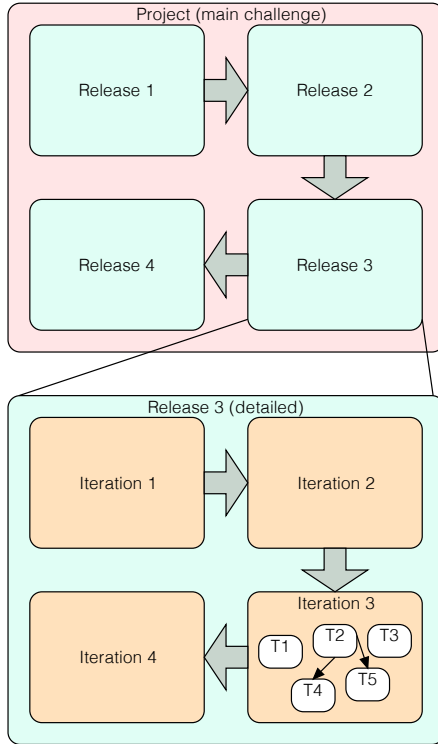 Project (main challenge)
Release 1
Release 2
Release 4
Release 3
Release 3 (detailed)
Iteration 1
Iteration 2
Iteration 4
Iteration 3
T1
T2
T3
T4
T5